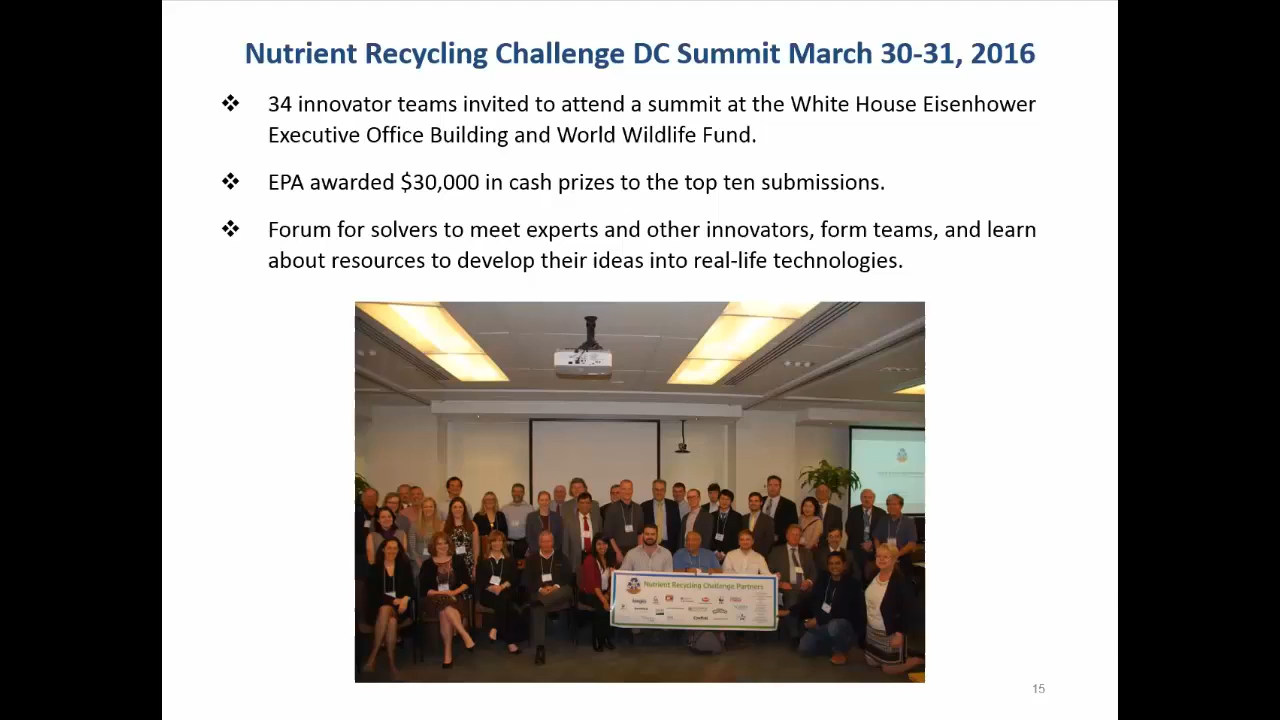 Nutrient Recycling Challenge DC Summit March 30-31, 2016
❖ 34 innovator teams invited to attend a summit at the White House Eisenhower
Executive Office Building and World Wildlife Fund.
❖ EPA awarded $30,000 in cash prizes to the top ten submissions.
❖ Forum for solvers to meet experts and other innovators, form teams, and learn
about resources to develop their ideas into real-life technologies.
Nutrient Recycling Challenge Partners
15